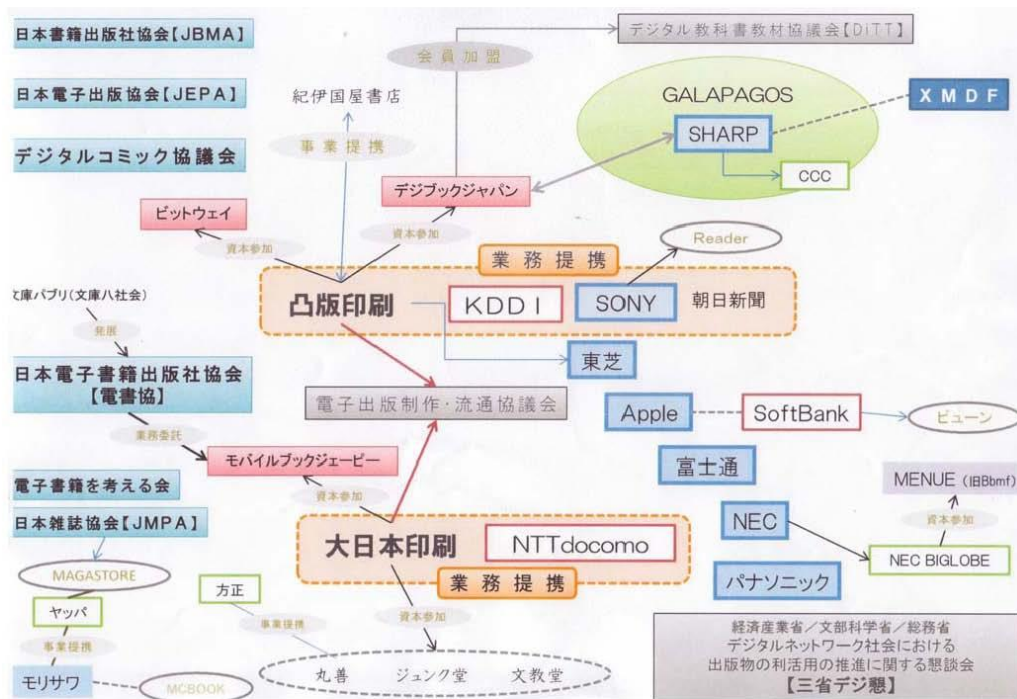 日本書籍出版社協会【JBMA】
デジタル教科書教材協議会【DiTT】
会員加盟
日本電子出版協会【JEPA】
紀伊国屋書店
GALAPAGOS
XMDF
SHARP
事業提携
デジタルコミック協議会
CCC
デジブックジャパン
ビットウェイ
資本参加
資本参加
Reader
業務提携
文庫パブリ(文庫八社会)
凸版印刷
KDDI
SONY
朝日新聞
発展
東芝
日本電子書籍出版社協会
【電書協】
電子出版制作・流通協議会
Apple
SoftBank
ビューン
業務委託
モバイルブックジェーピー
富士通
電子書籍を考える会
資本参加
MENUE (旧Bbmf)
日本雑誌協会【JMPA】
NEC
資本参加
大日本印刷
NTTdocomo
NEC BIGLOBE
MAGASTORE
業務提携
パナソニック
方正
ヤッパ
資本参加
事業提携
事業提携
経済産業省／文部科学省／総務省
デジタルネットワーク社会における
出版物の利活用の推進に関する懇談会
【三省デジ懇】
丸善
ジュンク堂
文教堂
モリサワ
MCBOOK